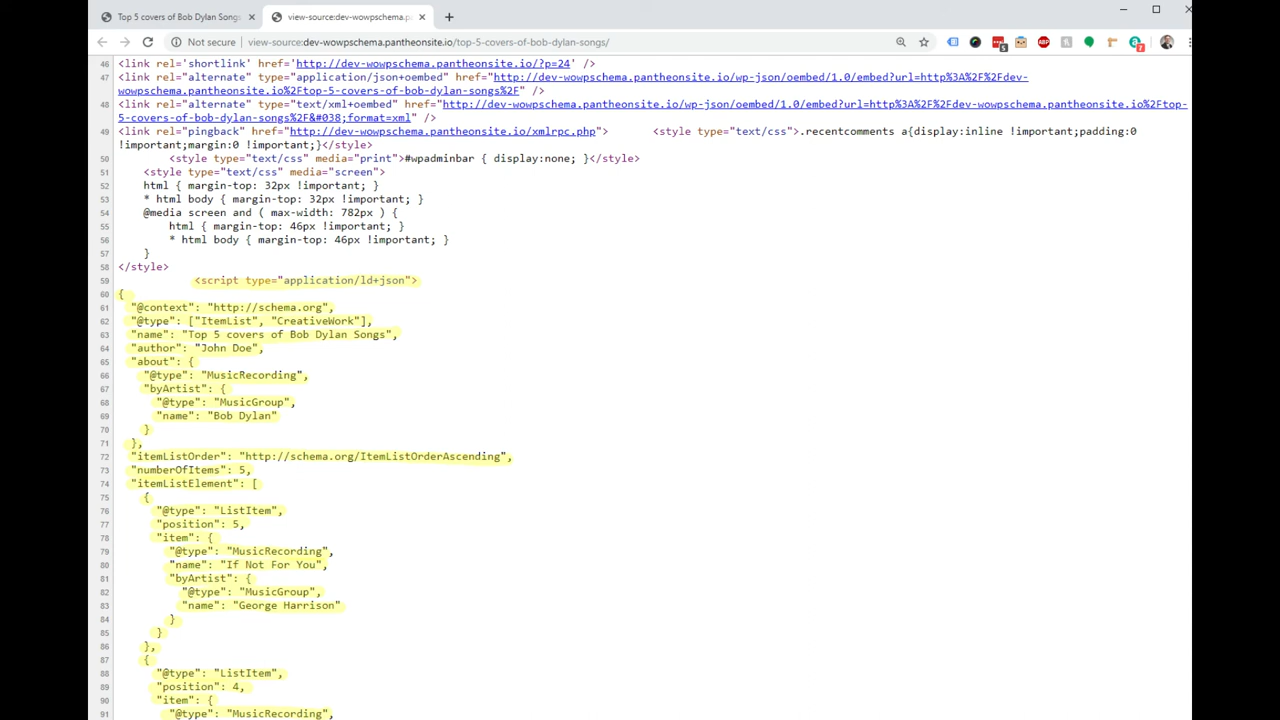 Top 5 covers of Bob Dylan Songs
view-source:dev-wowpschema.p
Not secure
view-source:dev-wowpschema.pantheonsite.io/top-5-covers-of-bob-dylan-songs/
46 <link rel='shortlink' href='http://dev-wowpschema.pantheonsite.io/?p=24' />
47 <link rel="alternate" type="application/json+oembed" href="http://dev-wowpschema.pantheonsite.io/wp-json/oembed/1.0/embed?url=http%3A%2F%2Fdev-
wowpschema.pantheonsite.io%2Ftop-5-covers-of-bob-dylan-songs%2F" />
48 <link rel="alternate" type="text/xml+oembed" href="http://dev-wowpschema.pantheonsite.io/wp-json/oembed/1.0/embed?url=http%3A%2F%2Fdev-wowpschema.pantheonsite.io%2Ftop
-5-covers-of-bob-dylan-songs%2F&#038;format=xml" />
49 <link rel="pingback" href="http://dev-wowpschema.pantheonsite.io/xmlrpc.php"> <style type="text/css">.recentcomments a{display:inline !important;padding:0
!important;margin:0 !important;}</style>
50 <style type="text/css" media="print">#wpadminbar { display:none; }</style>
51 <style type="text/css" media="screen">
52 html { margin-top: 32px !important; }
53 * html body { margin-top: 32px !important; }
54 @media screen and ( max-width: 782px ) {
55 html { margin-top: 46px !important; }
56 * html body { margin-top: 46px !important; }
57 }
58 </style>
59 <script type="application/ld+json">
60 {
61 "@context": "http://schema.org",
62 "@type": ["ItemList", "CreativeWork"],
63 "name": "Top 5 covers of Bob Dylan Songs",
64 "author": "John Doe",
65 "about": {
66 "@type": "MusicRecording",
67 "byArtist": {
68 "@type": "MusicGroup",
69 "name": "Bob Dylan"
70 }
71 },
72 "itemListOrder": "http://schema.org/ItemListOrderAscending",
73 "numberOfItems": 5,
74 "itemListElement": [
75 {
76 "@type": "ListItem",
77 "position": 5,
78 "item": {
79 "@type": "MusicRecording",
80 "name": "If Not For You",
81 "byArtist": {
82 "@type": "MusicGroup",
83 "name": "George Harrison"
84 }
85 }
86 },
87 {
88 "@type": "ListItem",
89 "position": 4,
90 "item": {
91 "@type": "MusicRecording",